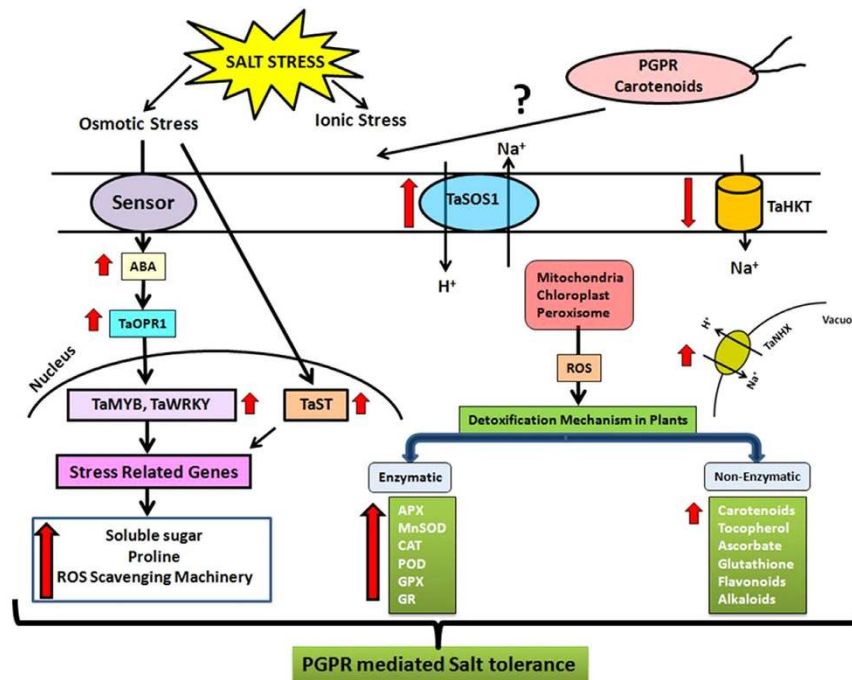 SALT STRESS
PGPR
Carotenoids
?
Osmotic Stress
Ionic Stress
Na⁺
Sensor
TaSOS1
TaHKT
H⁺
Na⁺
ABA
TaOPR1
Mitochondria
Chloroplast
Peroxisome
Nucleus
ROS
H⁺
TaNHX
Na⁺
Vacuo
TaMYB, TaWRKY
TaST
Detoxification Mechanism in Plants
Stress Related Genes
Enzymatic
Non-Enzymatic
Soluble sugar
Proline
ROS Scavenging Machinery
APX
MnSOD
CAT
POD
GPX
GR
Carotenoids
Tocopherol
Ascorbate
Glutathione
Flavonoids
Alkaloids
PGPR mediated Salt tolerance